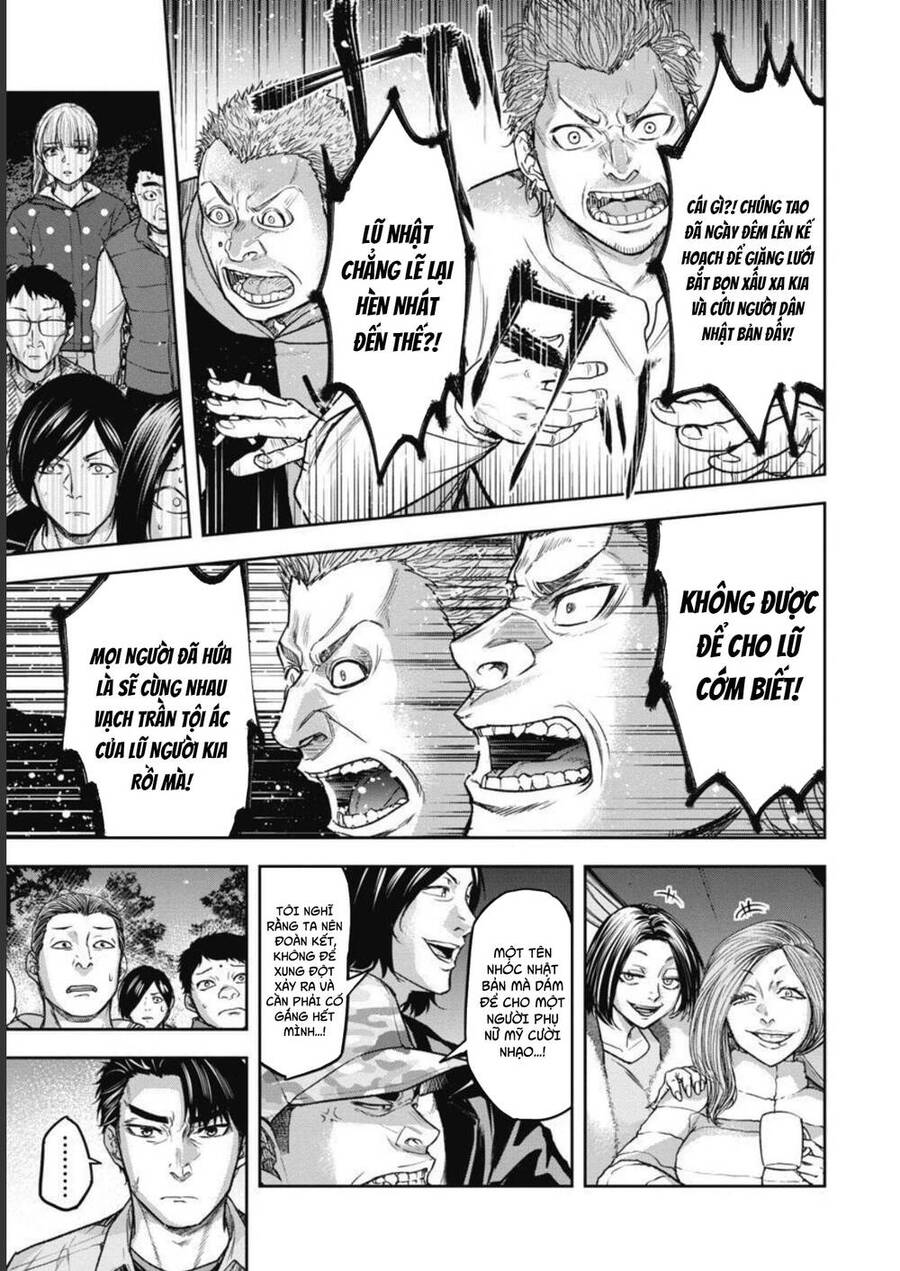 CÁI GÌ?! CHÚNG TAO
ĐÃ NGÀY ĐÊM LÊN KẾ
HOẠCH ĐỂ GIĂNG LƯỚI
BẮT BỌN XẤU XA KIA
VÀ CỨU NGƯỜI DÂN
NHẬT BẢN ĐẤY!
LŨ NHẬT
CHẲNG LẼ LẠI
HÈN NHÁT
ĐẾN THẾ?!
KHÔNG ĐƯỢC
ĐỂ CHO LŨ
CỚM BIẾT!
MỌI NGƯỜI ĐÃ HỨA
LÀ SẼ CÙNG NHAU
VẠCH TRẦN TỘI ÁC
CỦA LŨ NGƯỜI KIA
RỒI MÀ!
MỘT TÊN
NHÓC NHẬT
BẢN MÀ DÁM
ĐỂ CHO MỘT
NGƯỜI PHỤ
NỮ MỸ CƯỜI
NHẠO...!
TÔI NGHĨ
RẰNG TA NÊN
ĐOÀN KẾT,
KHÔNG ĐỂ
XUNG ĐỘT
XẢY RA VÀ
CẦN PHẢI CỐ
GẮNG HẾT
MÌNH...!
........